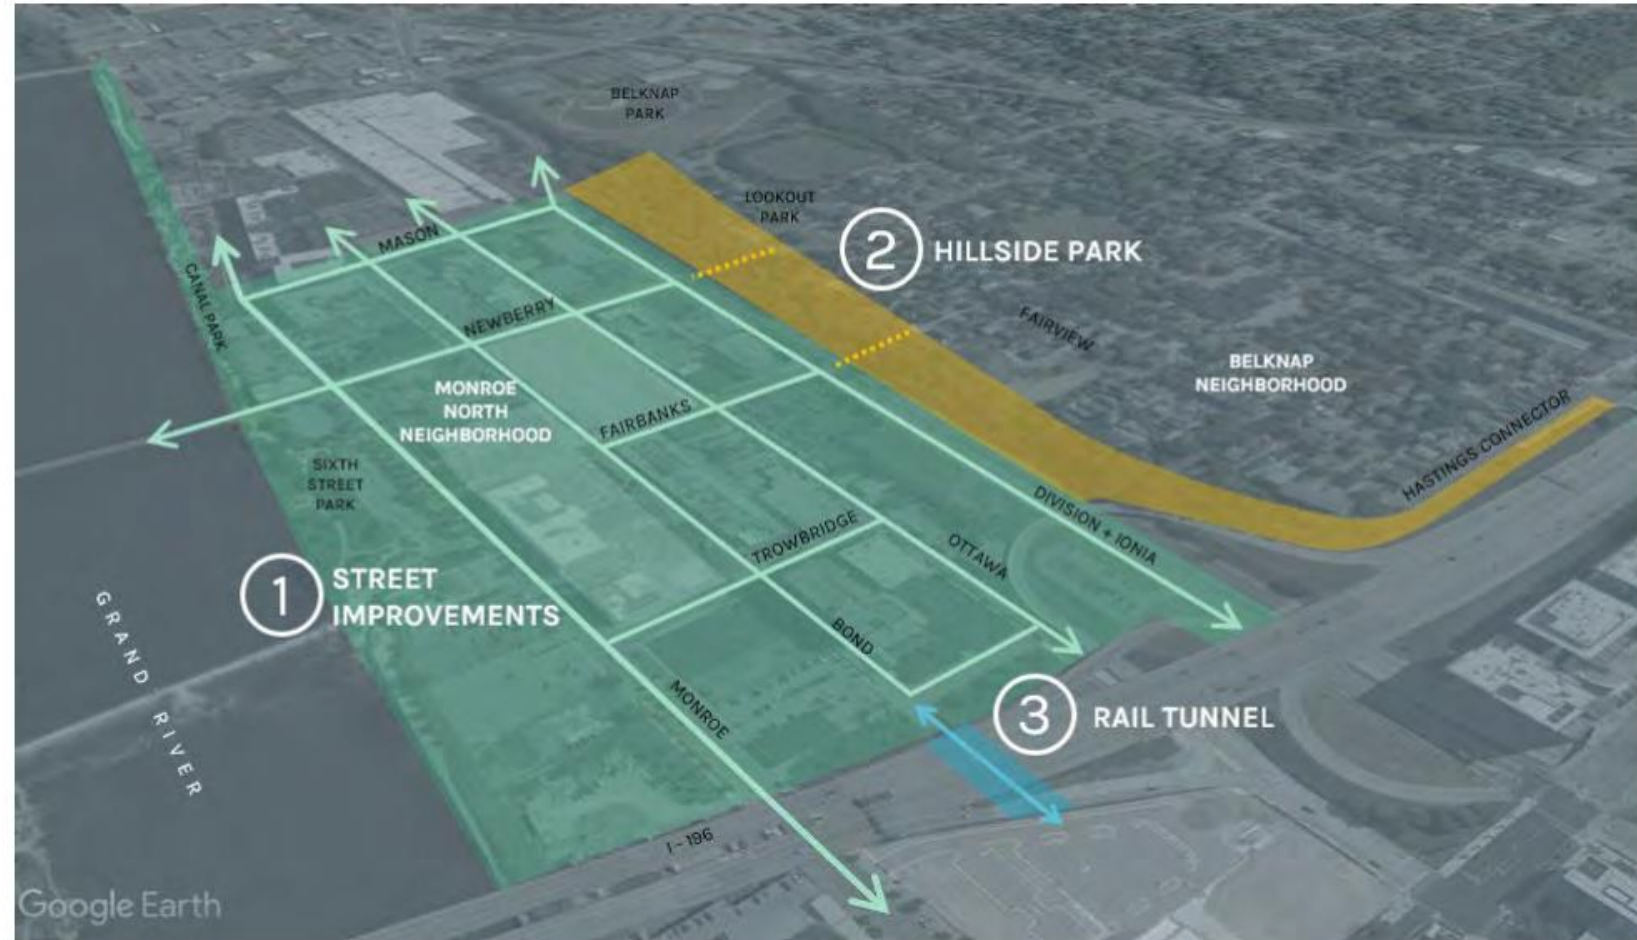 BELKNAP
PARK
LOOKOUT
PARK
2
HILLSIDE PARK
MASON
CANAL PARK
NEWBERRY
FAIRVIEW
BELKNAP
NEIGHBORHOOD
MONROE
NORTH
NEIGHBORHOOD
FAIRBANKS
HASTINGS CONNECTOR
SIXTH
STREET
PARK
DIVISION + IONIA
TROWBRIDGE
OTTAWA
1
STREET
IMPROVEMENTS
GRAND RIVER
BOND
MONROE
3
RAIL TUNNEL
I-196
Google Earth